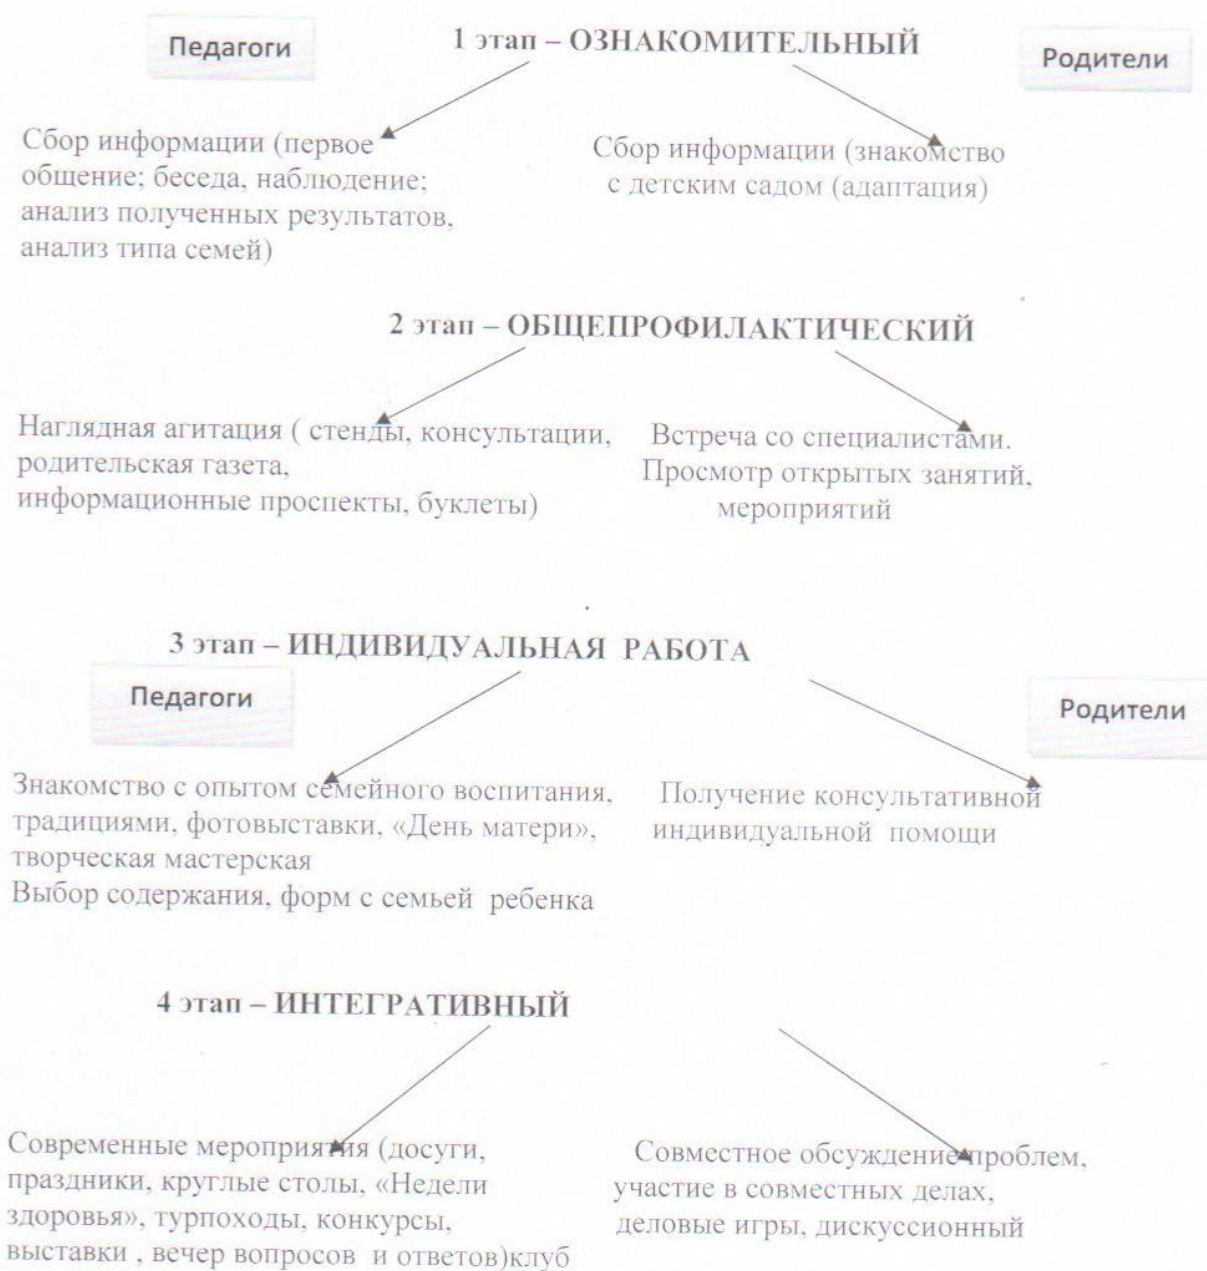 Педагоги
1 этап – ОЗНАКОМИТЕЛЬНЫЙ
Родители
Сбор информации (первое
общение; беседа, наблюдение;
анализ полученных результатов,
анализ типа семей)
Сбор информации (знакомство
с детским садом (адаптация)
2 этап – ОБЩЕПРОФИЛАКТИЧЕСКИЙ
Наглядная агитация ( стенды, консультации,
родительская газета,
информационные проспекты, буклеты)
Встреча со специалистами.
Просмотр открытых занятий,
мероприятий
3 этап – ИНДИВИДУАЛЬНАЯ РАБОТА
Педагоги
Родители
Знакомство с опытом семейного воспитания,
традициями, фотовыставки, «День матери»,
творческая мастерская
Выбор содержания, форм с семьей ребенка
Получение консультативной
индивидуальной помощи
4 этап – ИНТЕГРАТИВНЫЙ
Современные мероприятия (досуги,
праздники, круглые столы, «Недели
здоровья», турпоходы, конкурсы,
выставки , вечер вопросов и ответов)клуб
Совместное обсуждение проблем,
участие в совместных делах,
деловые игры, дискуссионный